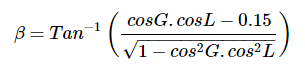 β = Tan⁻¹ ( (cosG.cosL − 0.15) / √(1 − cos²G.cos²L) )